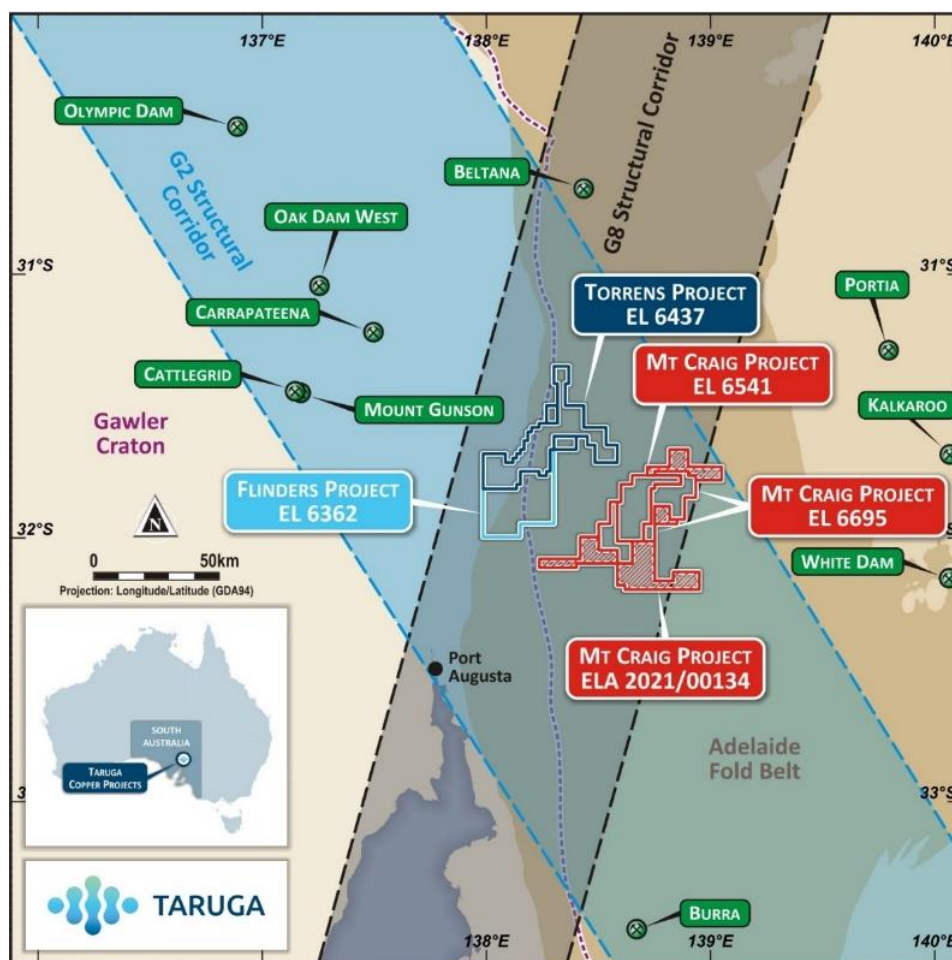 137°E
138°E
139°E
140°E
OLYMPIC DAM
G2 STRUCTURAL
CORRIDOR
BELTANA
G8 STRUCTURAL CORRIDOR
OAK DAM WEST
31°S
31°S
TORRENS PROJECT
EL 6437
PORTIA
CARRAPATEENA
MT CRAIG PROJECT
EL 6541
CATTLEGRID
MOUNT GUNSON
KALKAROO
Gawler
Craton
FLINDERS PROJECT
EL 6362
MT CRAIG PROJECT
EL 6695
N
32°S
32°S
0 50km
Projection: Longitude/Latitude (GDA94)
WHITE DAM
MT CRAIG PROJECT
ELA 2021/00134
Port
Augusta
SOUTH
AUSTRALIA
TARUGA
COPPER PROJECTS
Adelaide
Fold Belt
33°S
33°S
TARUGA
BURRA
138°E
139°E
140°E